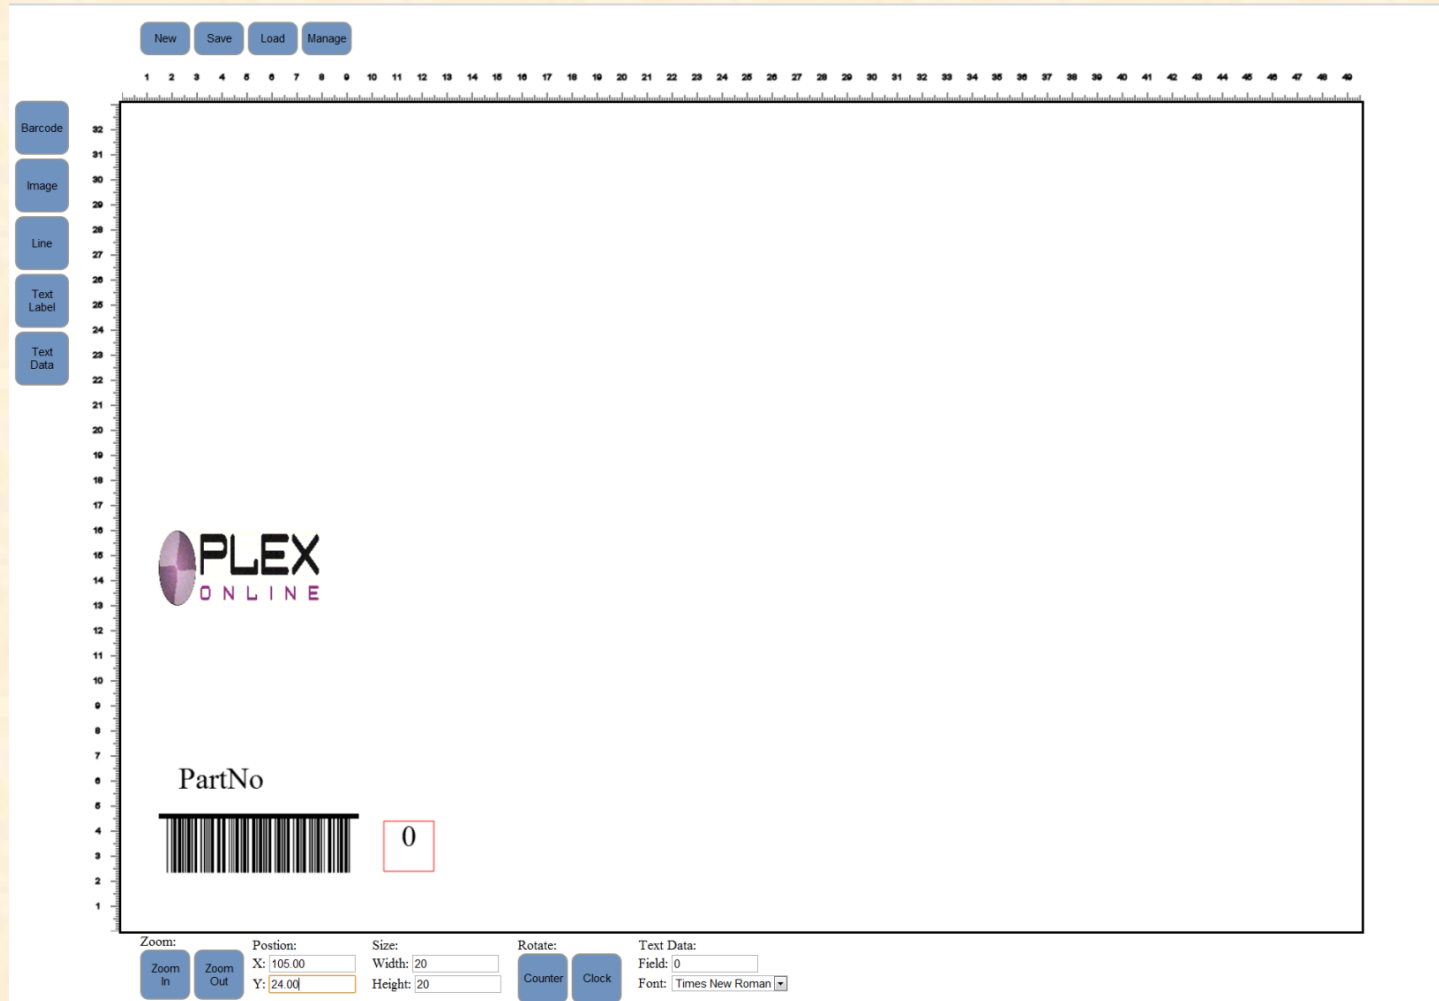 New Save Load Manage
1 2 3 4 5 6 7 8 9 10 11 12 13 14 15 16 17 18 19 20 21 22 23 24 25 26 27 28 29 30 31 32 33 34 35 36 37 38 39 40 41 42 43 44 45 46 47 48 49
Barcode
Image
Line
Text
Label
Text
Data
32
31
30
29
28
27
26
25
24
23
22
21
20
19
18
17
16
15
14
13
12
11
10
9
8
7
6
5
4
3
2
1
PLEX
ONLINE
PartNo
0
Zoom: Postion: Size: Rotate: Text Data:
Zoom In Zoom Out X: 105.00 Width: 20 Counter Clock Field: 0
Y: 24.00 Height: 20 Font: Times New Roman